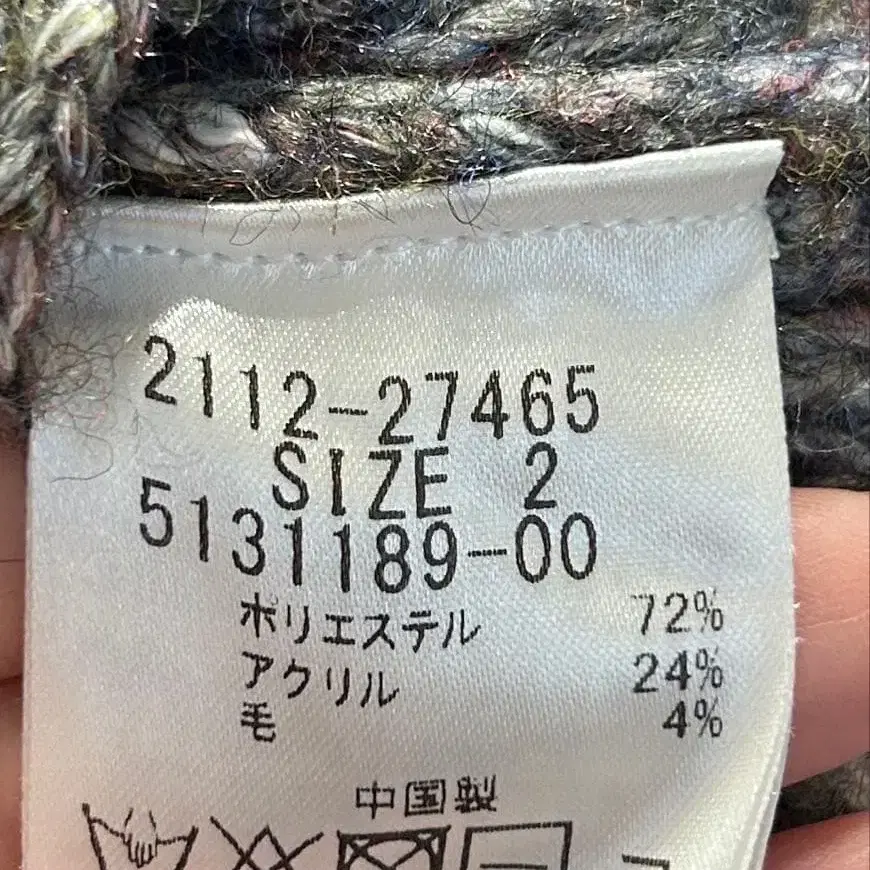 2112-27465
SIZE 2
5131189-00
ポリエステル 72%
アクリル 24%
毛 4%
中国製